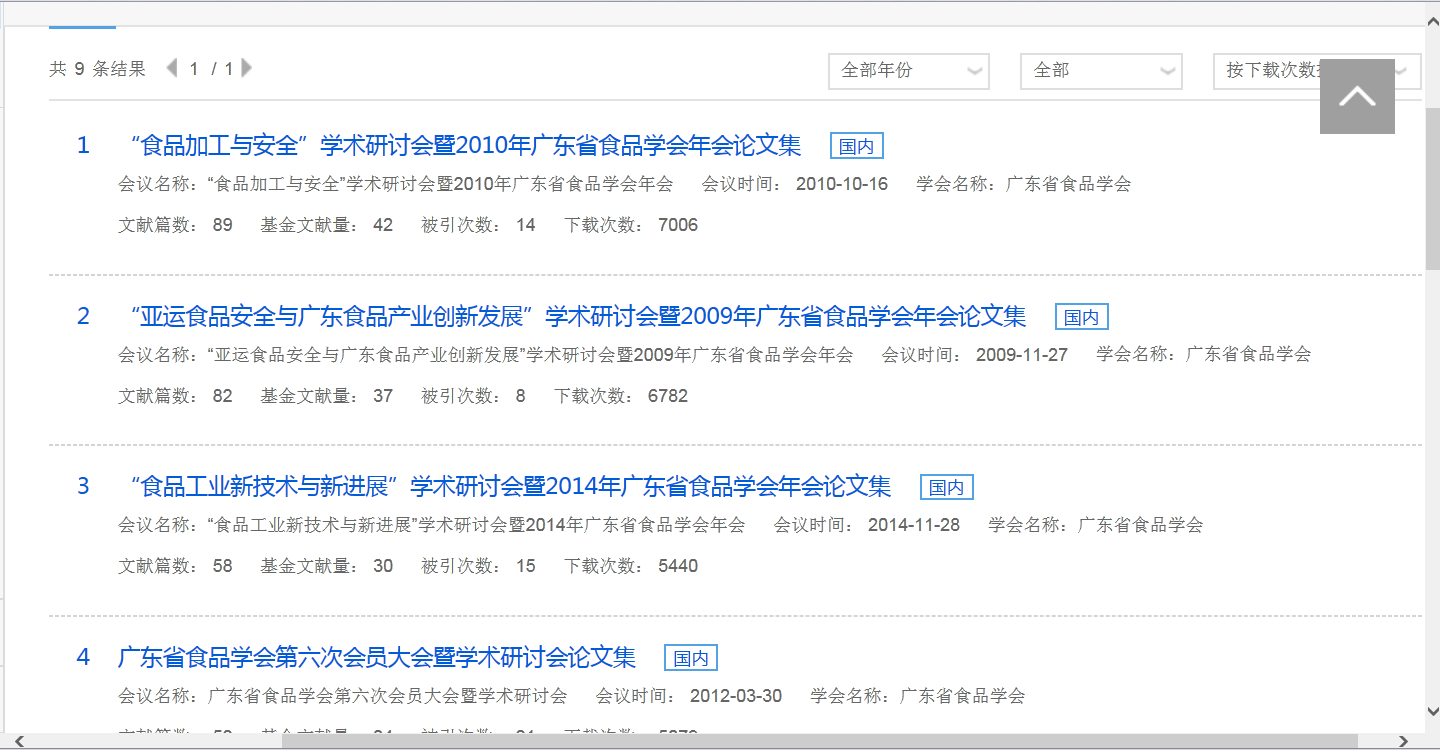 共 9 条结果 1 / 1 全部年份 全部 按下载次数
1 “食品加工与安全”学术研讨会暨2010年广东省食品学会年会论文集 国内
会议名称：“食品加工与安全”学术研讨会暨2010年广东省食品学会年会 会议时间： 2010-10-16 学会名称：广东省食品学会
文献篇数： 89 基金文献量： 42 被引次数： 14 下载次数： 7006
2 “亚运食品安全与广东食品产业创新发展”学术研讨会暨2009年广东省食品学会年会论文集 国内
会议名称：“亚运食品安全与广东食品产业创新发展”学术研讨会暨2009年广东省食品学会年会 会议时间： 2009-11-27 学会名称：广东省食品学会
文献篇数： 82 基金文献量： 37 被引次数： 8 下载次数： 6782
3 “食品工业新技术与新进展”学术研讨会暨2014年广东省食品学会年会论文集 国内
会议名称：“食品工业新技术与新进展”学术研讨会暨2014年广东省食品学会年会 会议时间： 2014-11-28 学会名称：广东省食品学会
文献篇数： 58 基金文献量： 30 被引次数： 15 下载次数： 5440
4 广东省食品学会第六次会员大会暨学术研讨会论文集 国内
会议名称：广东省食品学会第六次会员大会暨学术研讨会 会议时间： 2012-03-30 学会名称：广东省食品学会